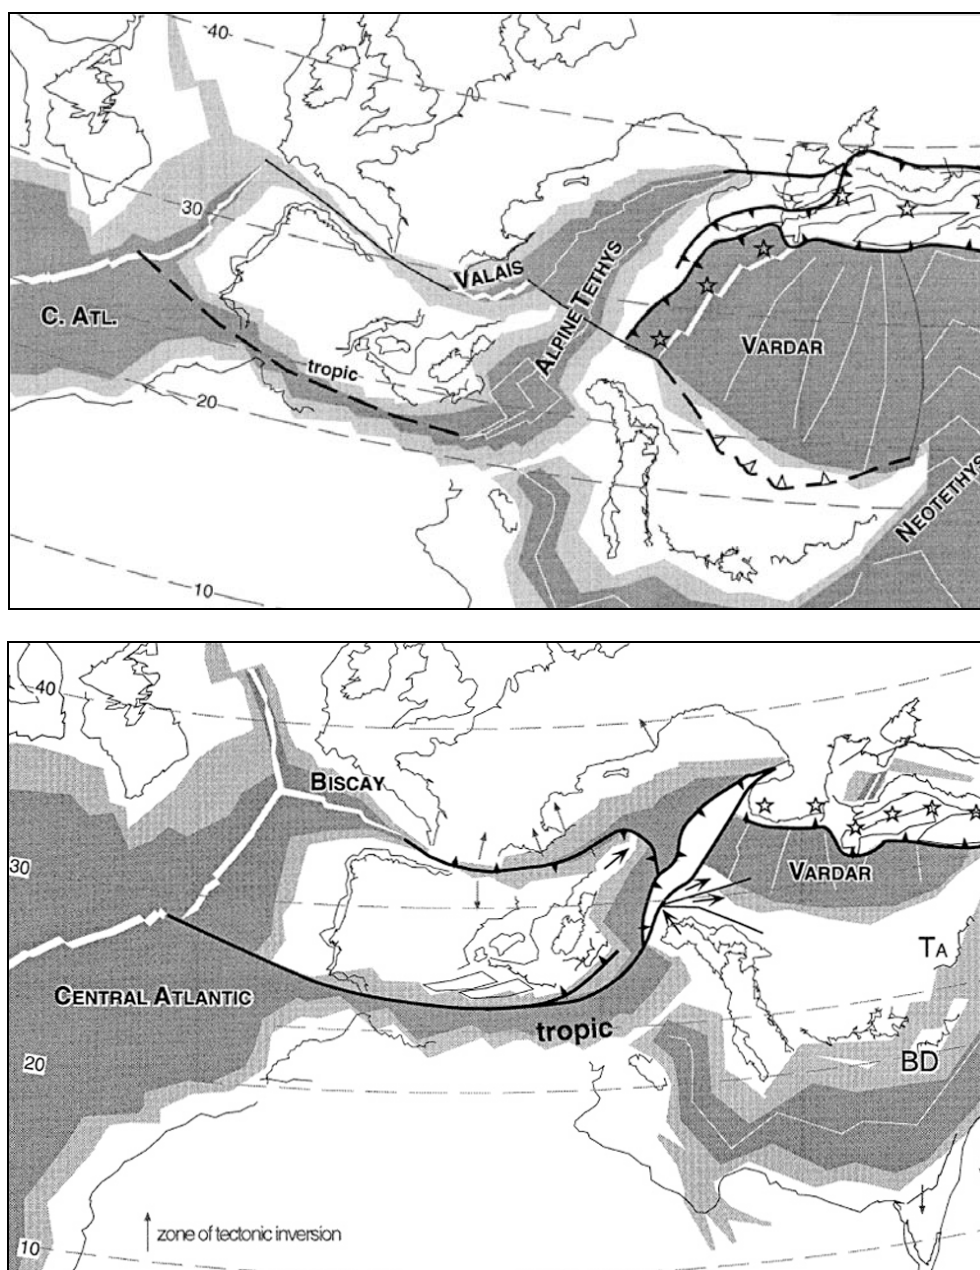 40
30
VALAIS
ALPINE TETHYS
C. ATL.
VARDAR
tropic
20
NEOTETHYS
10
40
BISCAY
30
VARDAR
TA
CENTRAL ATLANTIC
tropic
20
BD
zone of tectonic inversion
10